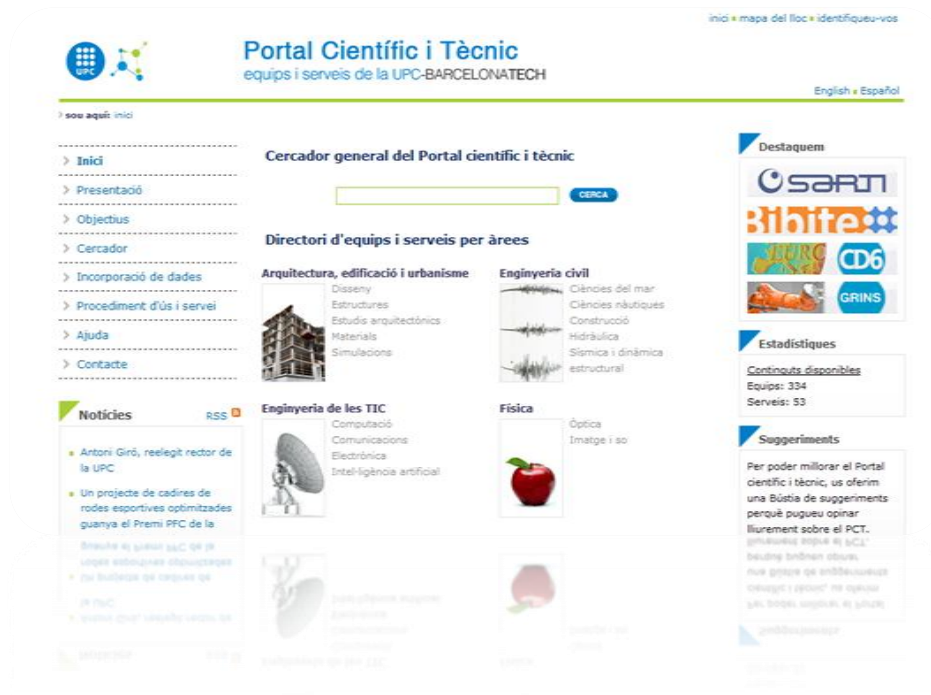 inici ▪ mapa del lloc ▪ identifiqueu-vos
UPC
Portal Científic i Tècnic
equips i serveis de la UPC-BARCELONATECH
English ▪ Español
sou aquí: inici
Inici
Presentació
Objectius
Cercador
Incorporació de dades
Procediment d'ús i servei
Ajuda
Contacte
Notícies RSS
Antoni Giró, reelegit rector de
la UPC
Un projecte de cadires de
rodes esportives optimitzades
guanya el Premi PFC de la
Cercador general del Portal científic i tècnic
CERCA
Directori d'equips i serveis per àrees
Arquitectura, edificació i urbanisme
Disseny
Estructures
Estudis arquitectònics
Materials
Simulacions
Enginyeria civil
Ciències del mar
Ciències nàutiques
Construcció
Hidràulica
Sísmica i dinàmica
estructural
Enginyeria de les TIC
Computació
Comunicacions
Electrònica
Intel·ligència artificial
Física
Òptica
Imatge i so
Destaquem
SARTI
Bibite
CD6
GRINS
Estadístiques
Continguts disponibles
Equips: 334
Serveis: 53
Suggeriments
Per poder millorar el Portal
científic i tècnic, us oferim
una Bústia de suggeriments
perquè pugueu opinar
lliurement sobre el PCT.